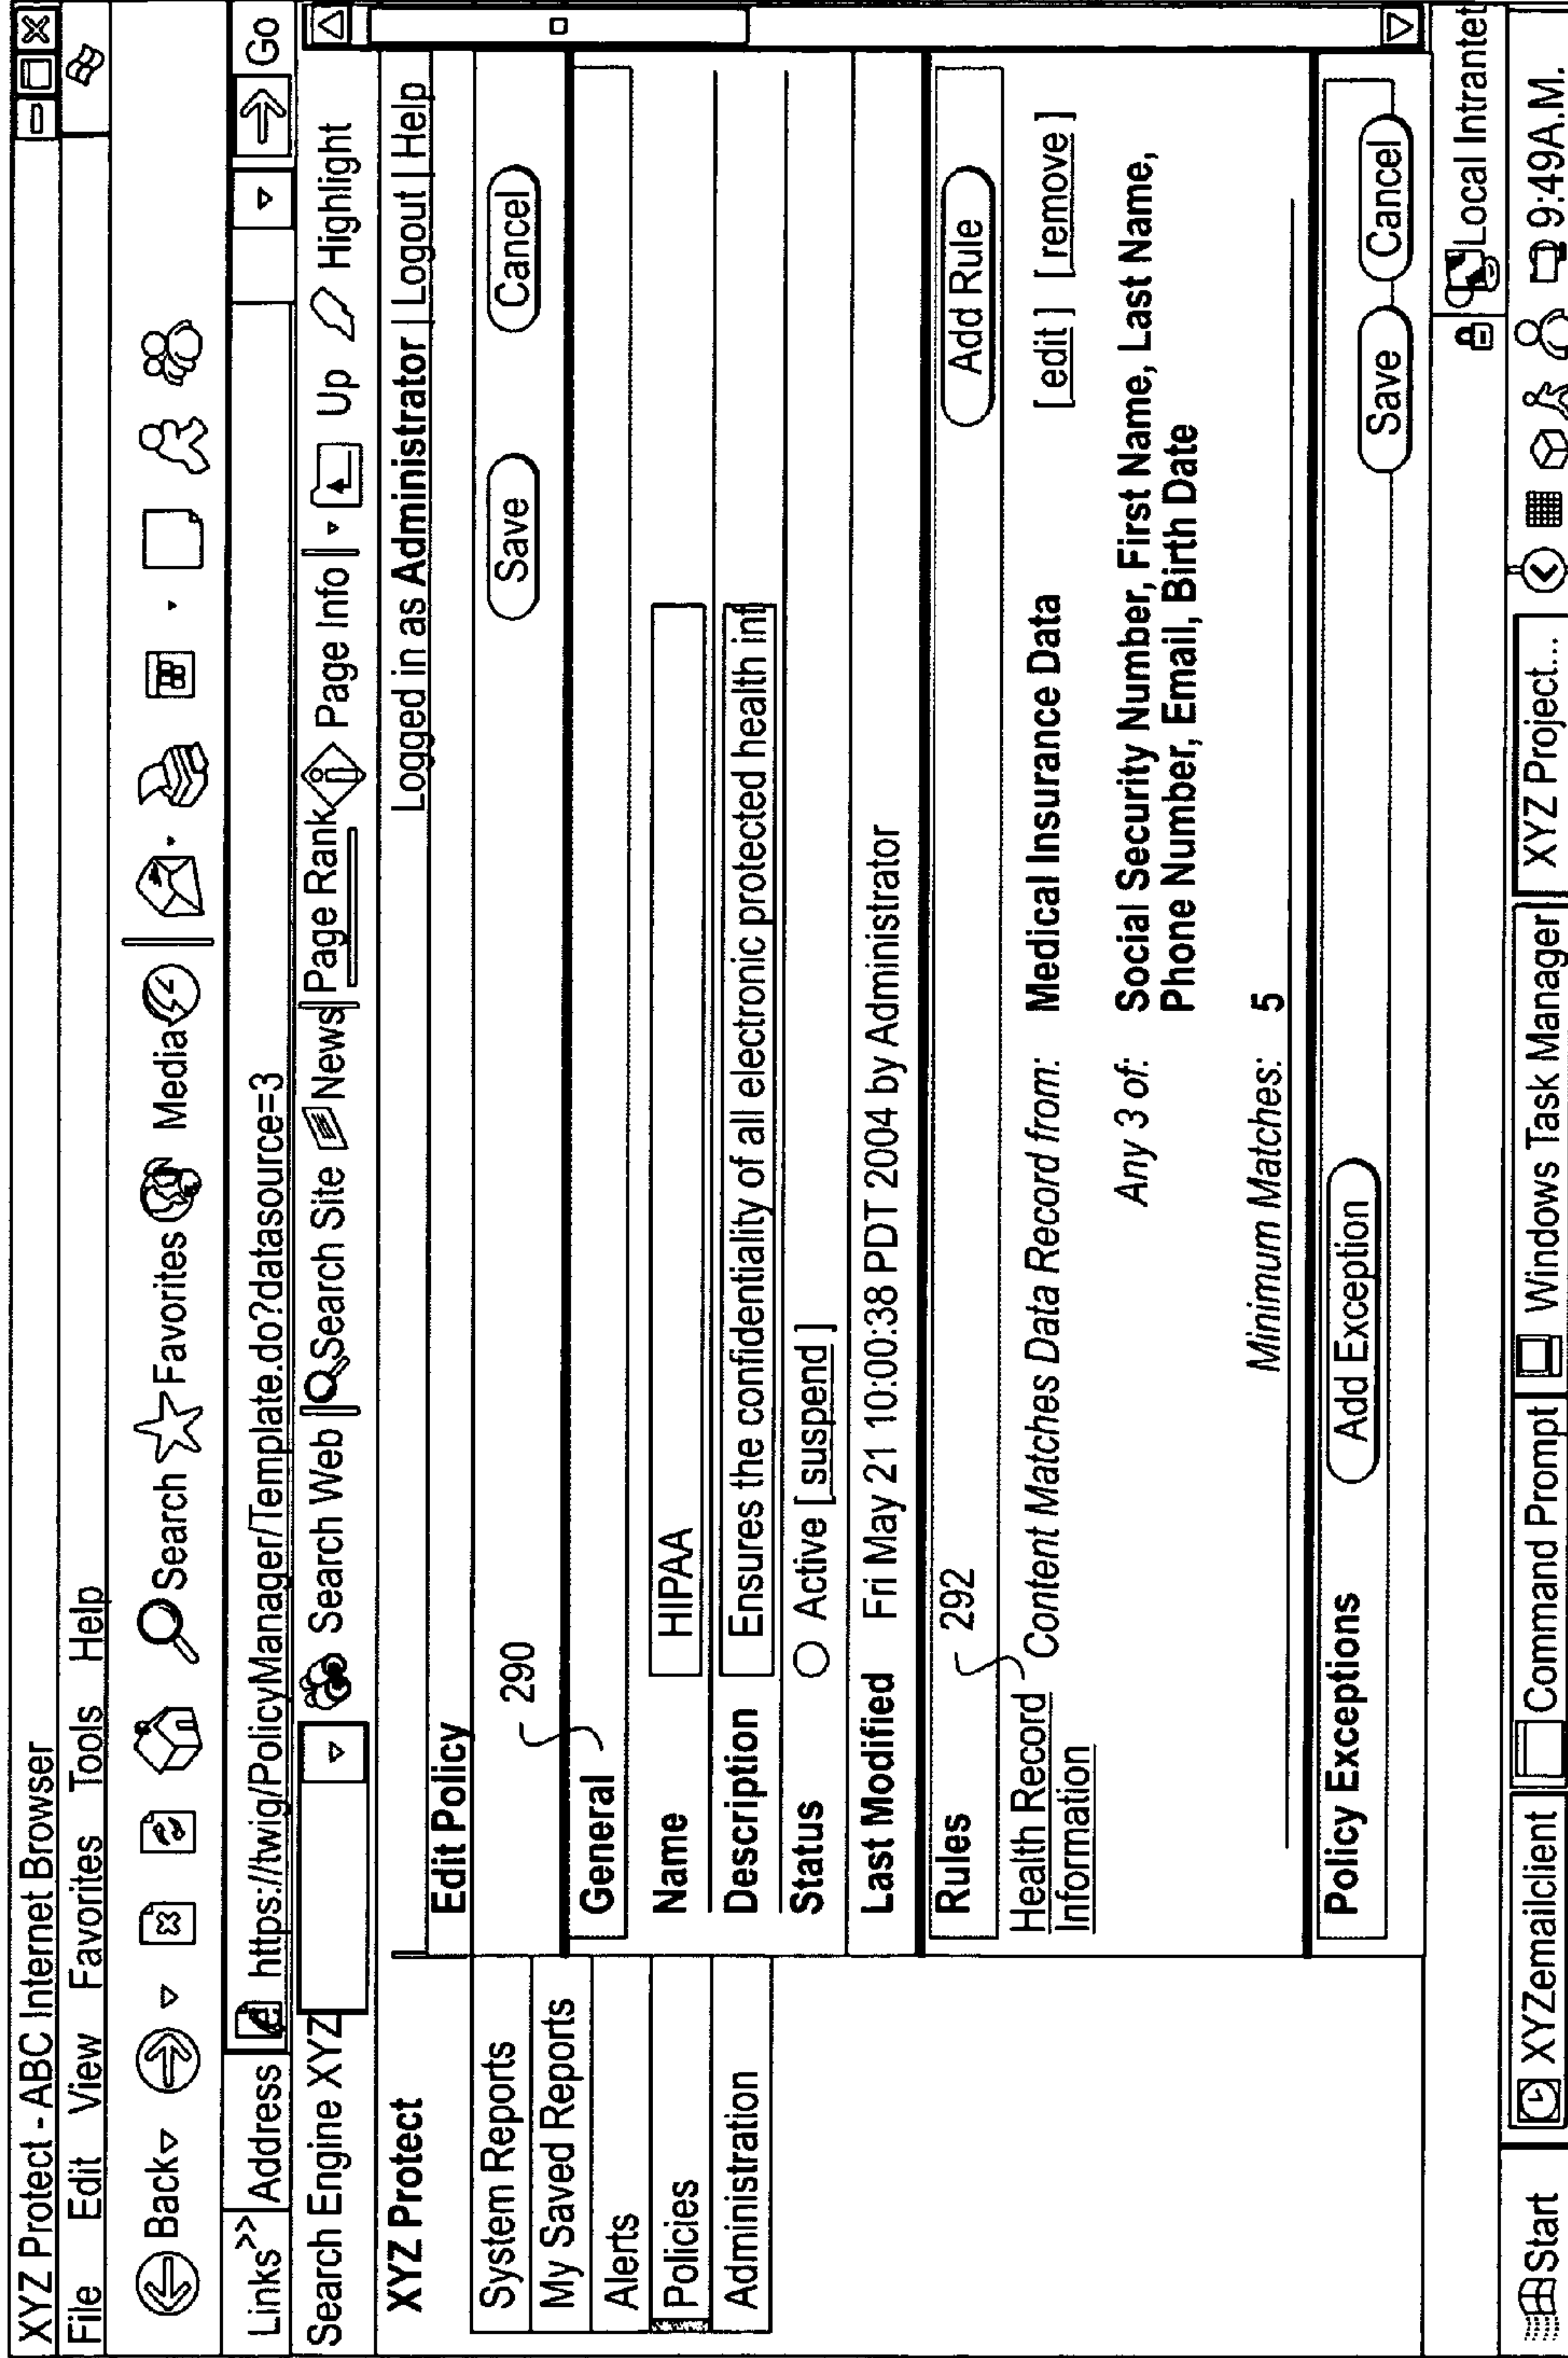 XYZ Protect - ABC Internet Browser
File Edit View Favorites Tools Help
Back Search Favorites Media
Links>> Address https://twig/PolicyManager/Template.do?datasource=3 Go
Search Engine XYZ Search Web Search Site News Page Rank Page Info Up Highlight
XYZ Protect Logged in as Administrator | Logout | Help
Edit Policy
System Reports
My Saved Reports
Alerts
Policies
Administration
290 Save Cancel
General
Name HIPAA
Description Ensures the confidentiality of all electronic protected health inf
Status Active [ suspend ]
Last Modified Fri May 21 10:00:38 PDT 2004 by Administrator
Rules 292 Add Rule
Health Record Content Matches Data Record from: Medical Insurance Data [ edit ] [ remove ]
Information
Any 3 of: Social Security Number, First Name, Last Name,
Phone Number, Email, Birth Date
Minimum Matches: 5
Policy Exceptions Add Exception Save Cancel
Local Intranet
Start XYZemailclient Command Prompt Windows Task Manager XYZ Project... 9:49A.M.